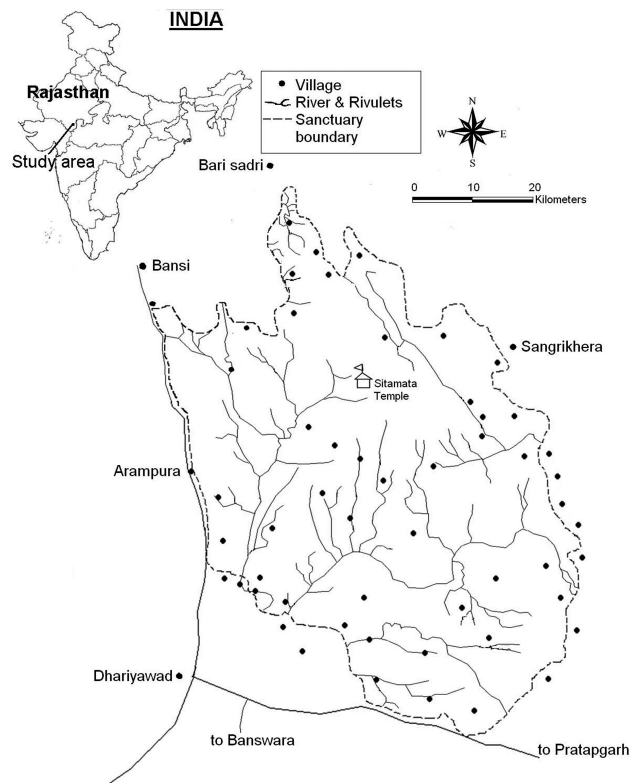 INDIA
Rajasthan
Study area
Village
River & Rivulets
Sanctuary
boundary
N
W E
S
0 10 20
Kilometers
Bari sadri
Bansi
Sangrikhera
Sitamata
Temple
Arampura
Dhariyawad
to Banswara
to Pratapgarh